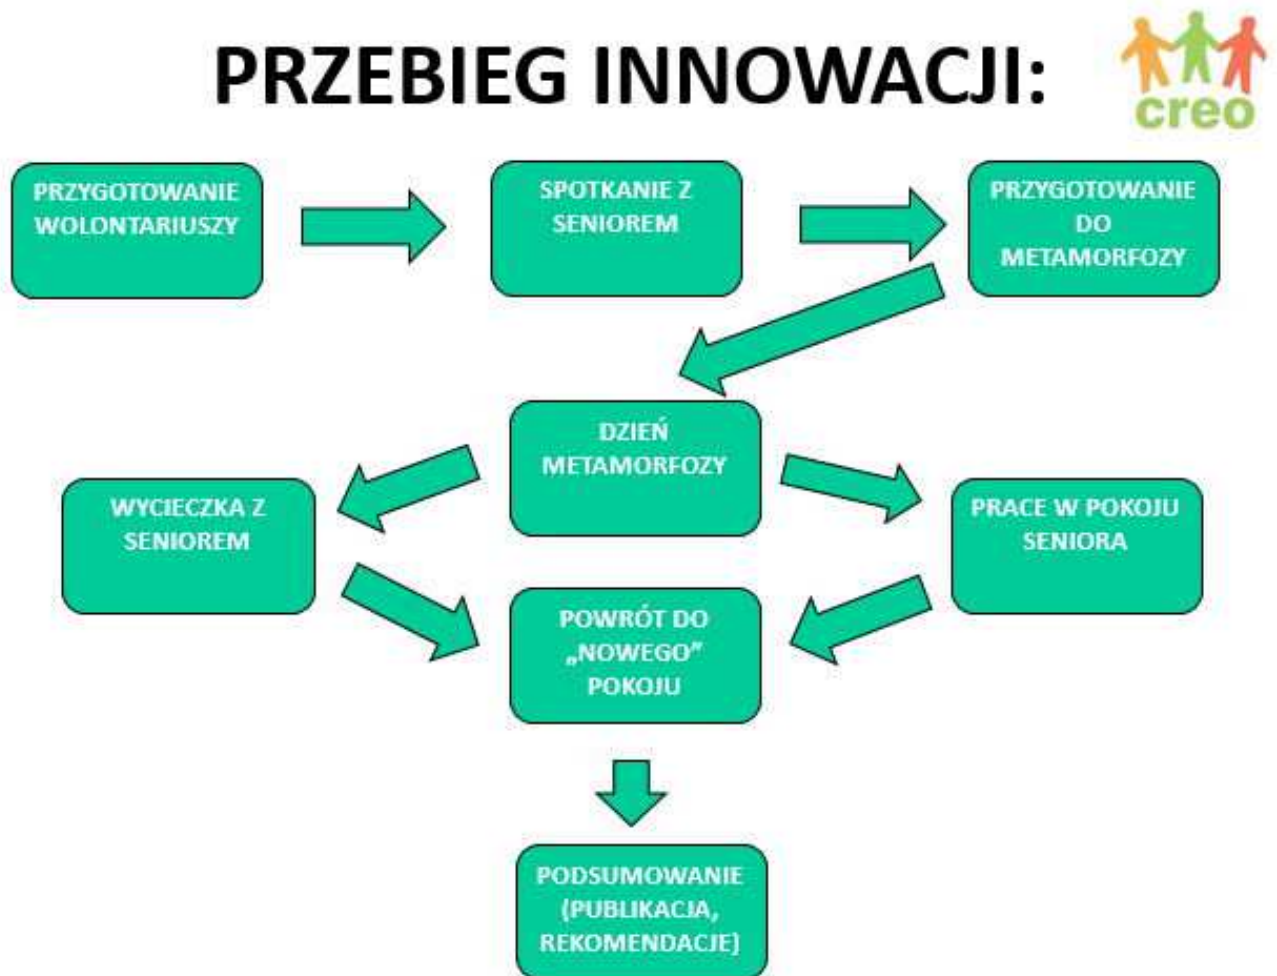 PRZEBIEG INNOWACJI:
creo
PRZYGOTOWANIE
WOLONTARIUSZY
SPOTKANIE Z
SENIOREM
PRZYGOTOWANIE
DO
METAMORFOZY
DZIEŃ
METAMORFOZY
WYCIECZKA Z
SENIOREM
PRACE W POKOJU
SENIORA
POWRÓT DO
„NOWEGO”
POKOJU
PODSUMOWANIE
(PUBLIKACJA,
REKOMENDACJE)